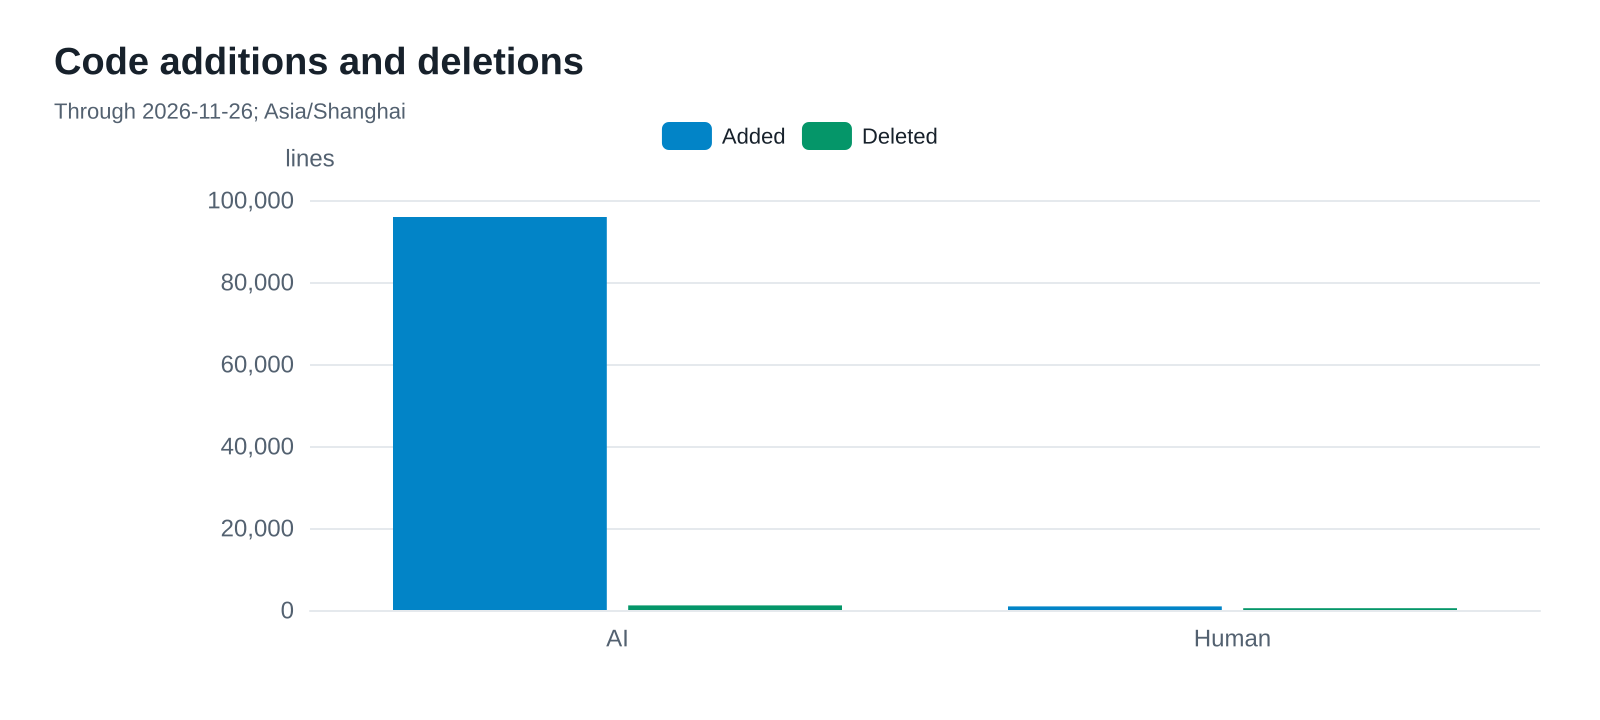 Code additions and deletions
Through 2026-11-26; Asia/Shanghai
Added Deleted
lines
100,000
80,000
60,000
40,000
20,000
0
AI Human